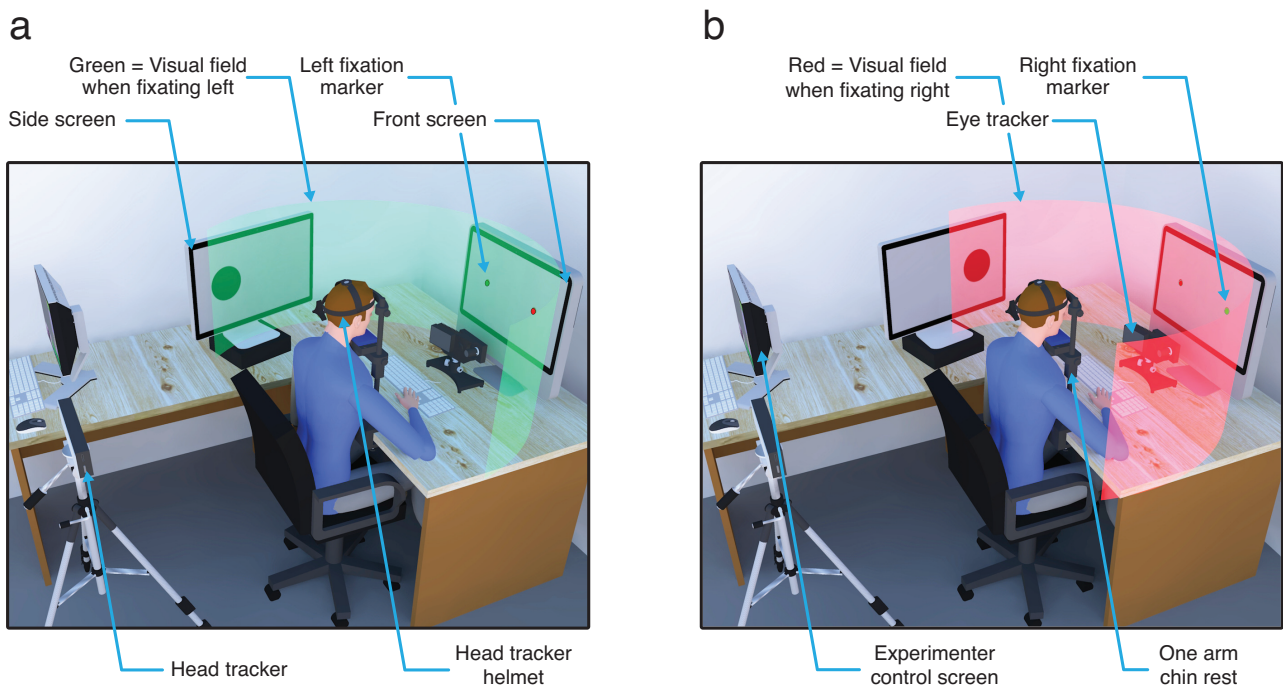 a
Green = Visual field
when fixating left
Left fixation
marker
Side screen
Front screen
Head tracker
Head tracker
helmet
b
Red = Visual field
when fixating right
Right fixation
marker
Eye tracker
Experimenter
control screen
One arm
chin rest